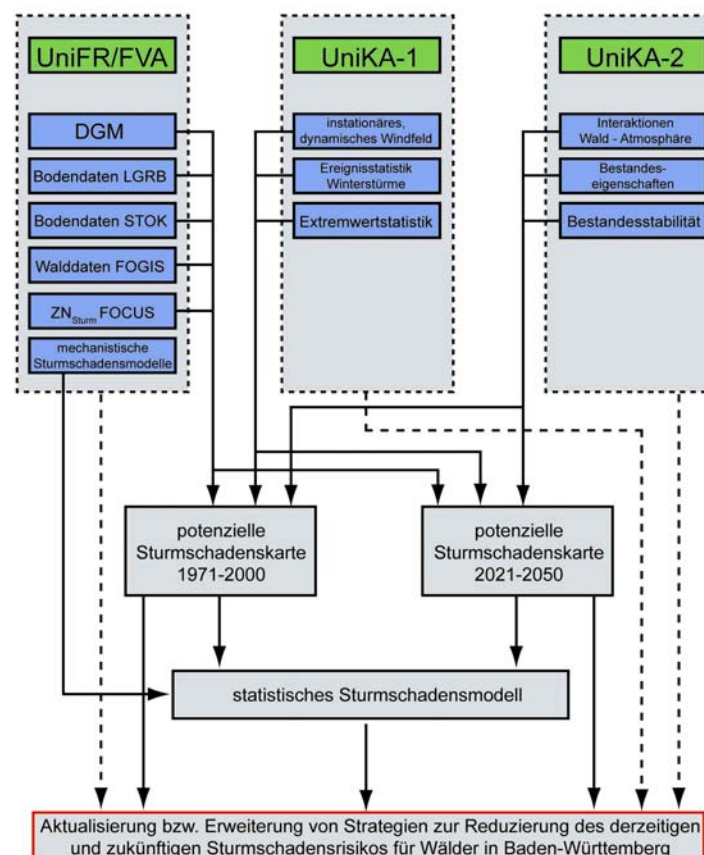 UniFR/FVA
DGM
Bodendaten LGRB
Bodendaten STOK
Walddaten FOGIS
ZN Sturm FOCUS
mechanistische
Sturmschadensmodelle
UniKA-1
instationäres,
dynamisches Windfeld
Ereignisstatistik
Winterstürme
Extremwertstatistik
UniKA-2
Interaktionen
Wald - Atmosphäre
Bestandes-
eigenschaften
Bestandesstabilität
potenzielle
Sturmschadenskarte
1971-2000
potenzielle
Sturmschadenskarte
2021-2050
statistisches Sturmschadensmodell
Aktualisierung bzw. Erweiterung von Strategien zur Reduzierung des derzeitigen
und zukünftigen Sturmschadensrisikos für Wälder in Baden-Württemberg